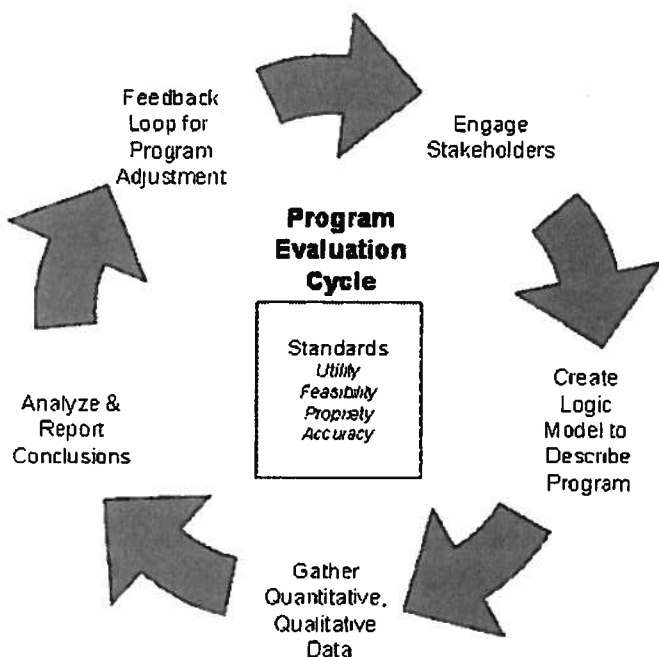 Feedback
Loop for
Program
Adjustment
Engage
Stakeholders
Program
Evaluation
Cycle
Standards
Utility
Feasibility
Propriety
Accuracy
Create
Logic
Model to
Describe
Program
Gather
Quantitative,
Qualitative
Data
Analyze &
Report
Conclusions